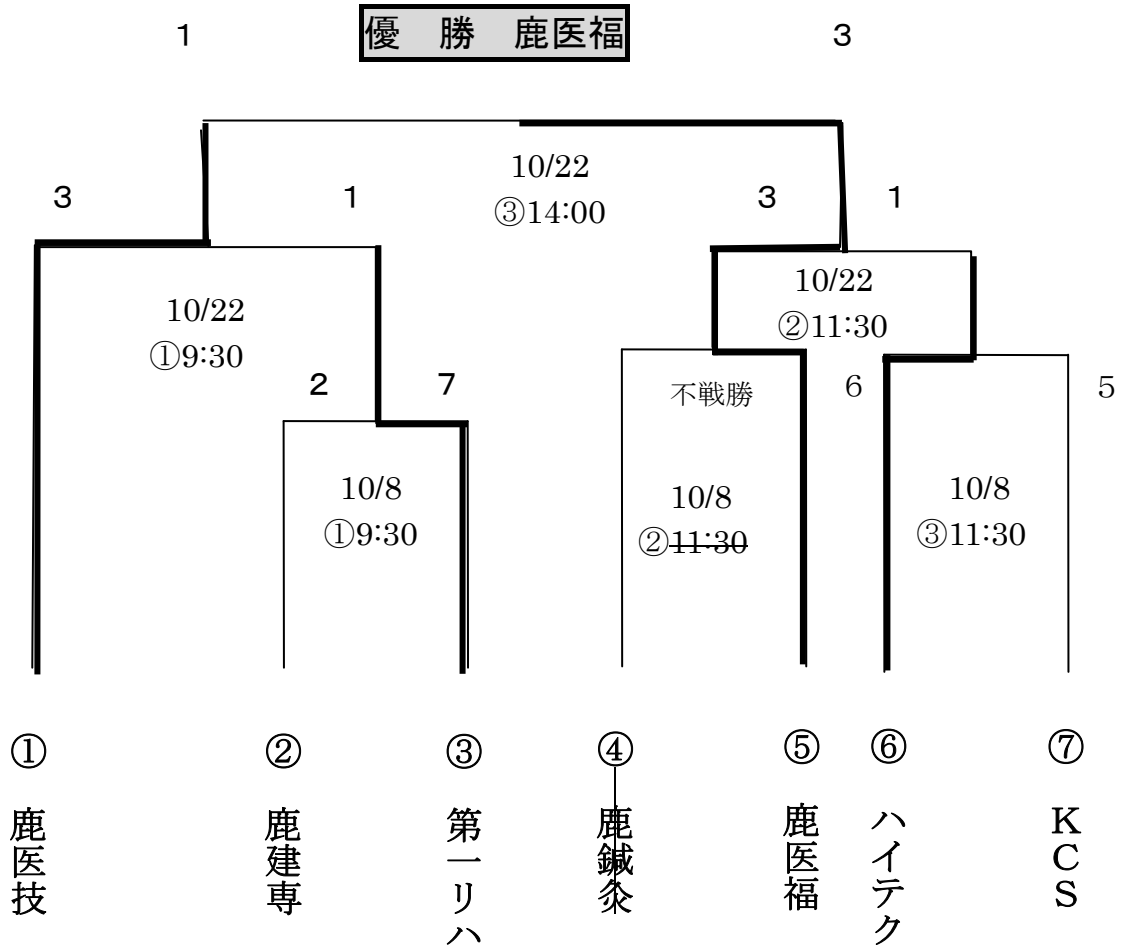 1
優　勝　鹿医福
3
10/22
③14:00
3
1
3
1
10/22
①9:30
10/22
②11:30
2
7
不戦勝
6
5
10/8
①9:30
10/8
②11:30
10/8
③11:30
① 鹿医技
② 鹿建専
③ 第一リハ
④ 鹿鍼灸
⑤ 鹿医福
⑥ ハイテク
⑦ KCS